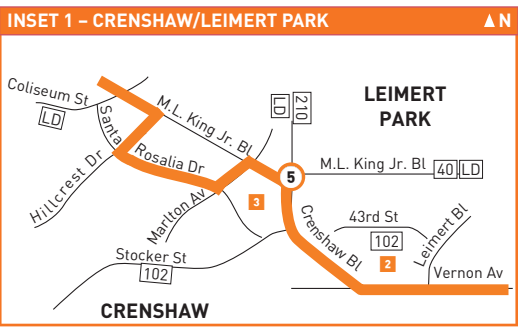 INSET 1 – CRENSHAW/LEIMERT PARK
▲N
Coliseum St
LD
Santa
Rosalia Dr
Hillcrest Dr
M.L. King Jr. Bl
LD
210
LEIMERT
PARK
5
M.L. King Jr. Bl
40
LD
Marlton Av
3
Crenshaw Bl
43rd St
102
2
Leimert Bl
Vernon Av
Stocker St
102
CRENSHAW